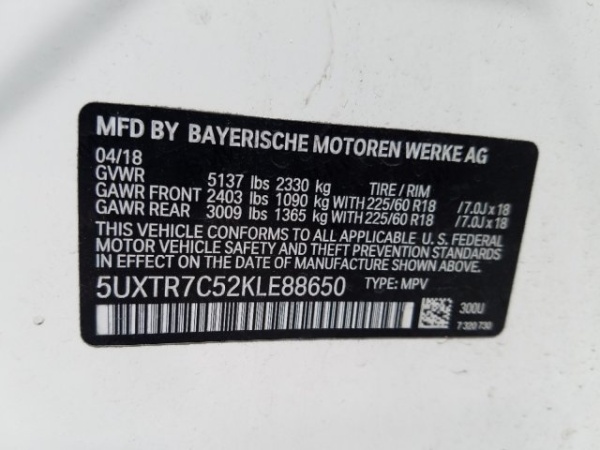 MFD BY BAYERISCHE MOTOREN WERKE AG
04/18
GVWR 5137 lbs 2330 kg TIRE / RIM
GAWR FRONT 2403 lbs 1090 kg WITH 225/60 R18 /7.0J x 18
GAWR REAR 3009 lbs 1365 kg WITH 225/60 R18 /7.0J x 18
THIS VEHICLE CONFORMS TO ALL APPLICABLE U. S. FEDERAL
MOTOR VEHICLE SAFETY AND THEFT PREVENTION STANDARDS
IN EFFECT ON THE DATE OF MANUFACTURE SHOWN ABOVE.
5UXTR7C52KLE88650 TYPE: MPV
300U
7 320 730